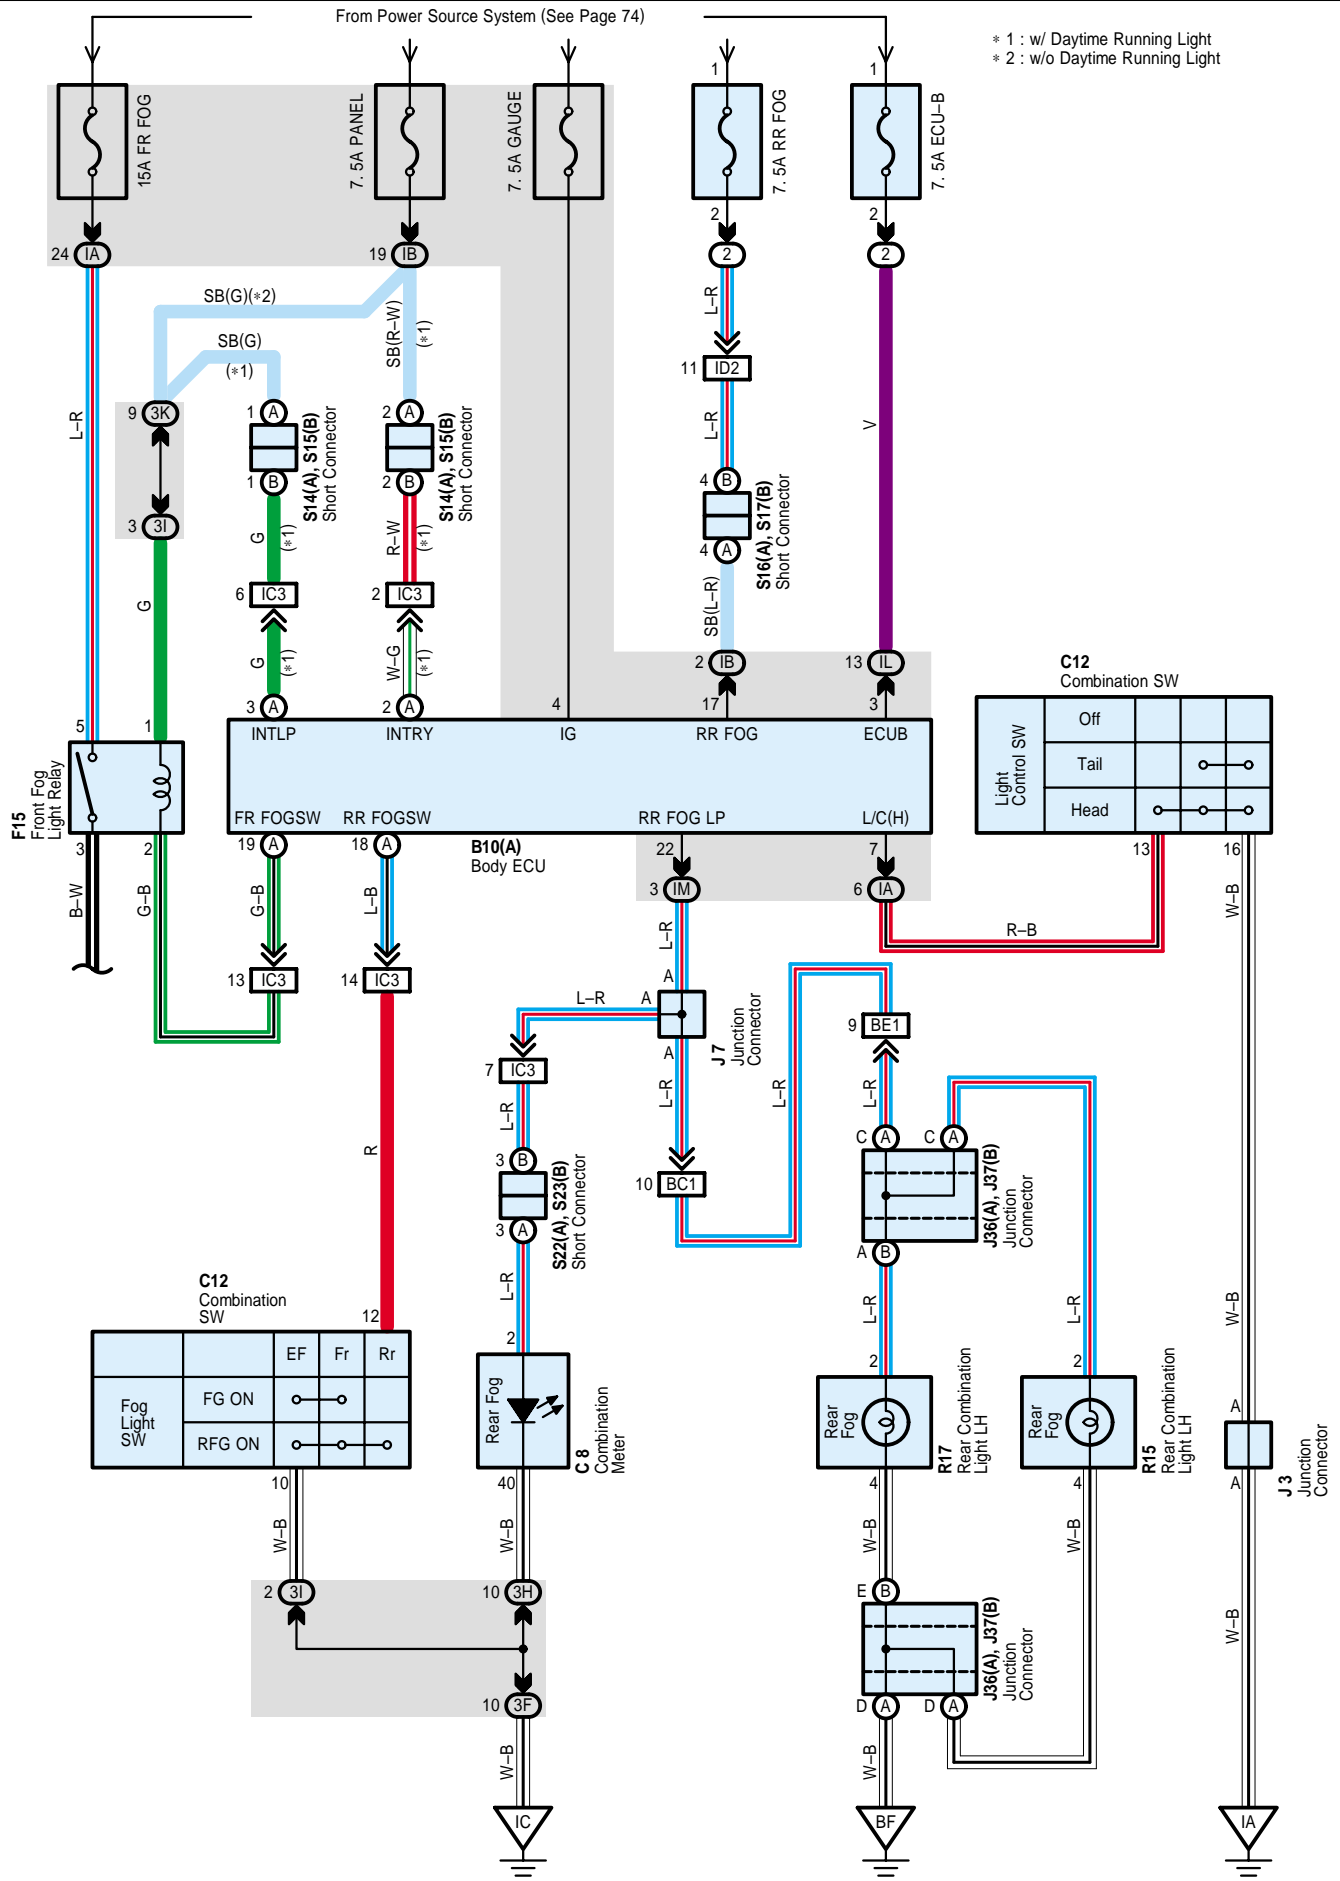 From Power Source System (See Page 74)
∗ 1 : w/ Daytime Running Light
∗ 2 : w/o Daytime Running Light
15A FR FOG
7. 5A PANEL
7. 5A GAUGE
1
7. 5A RR FOG
1
7. 5A ECU–B
2
2
24 IA
19 IB
2
2
SB(G)(∗2)
SB(G)
(∗1)
SB(R–W)
(∗1)
L–R
11 ID2
L–R
L–R
V
9 3K
1 A
2 A
S14(A), S15(B)
Short Connector
S14(A), S15(B)
Short Connector
1 B
2 B
4 B
S16(A), S17(B)
Short Connector
4 A
3 3I
G
(∗1)
R–W
(∗1)
6 IC3
2 IC3
G
G
(∗1)
W–G
(∗1)
SB(L–R)
2 IB
13 IL
C12
Combination SW
3 A
2 A
4
17
3
5
1
INTLP
INTRY
IG
RR FOG
ECUB
Light
Control SW
Off
Tail
Head
F15
Front Fog
Light Relay
FR FOGSW
RR FOGSW
RR FOG LP
L/C(H)
3
2
19 A
18 A
B10(A)
Body ECU
22
7
13
16
3 IM
6 IA
B–W
G–B
G–B
L–B
L–R
R–B
W–B
13 IC3
14 IC3
L–R
A
A
A
J 7
Junction
Connector
9 BE1
7 IC3
L–R
L–R
L–R
L–R
C A
C A
R
3 B
S22(A), S23(B)
Short Connector
10 BC1
J36(A), J37(B)
Junction
Connector
3 A
A B
L–R
L–R
L–R
W–B
C12
Combination
SW
12
2
2
2
EF
Fr
Rr
Fog
Light
SW
FG ON
RFG ON
Rear Fog
C 8
Combination
Meter
Rear
Fog
R17
Rear Combination
Light LH
Rear
Fog
R15
Rear Combination
Light LH
A
A
J 3
Junction
Connector
10
40
4
4
W–B
W–B
W–B
W–B
2 3I
10 3H
E B
J36(A), J37(B)
Junction
Connector
W–B
10 3F
D A
D A
W–B
W–B
IC
BF
IA